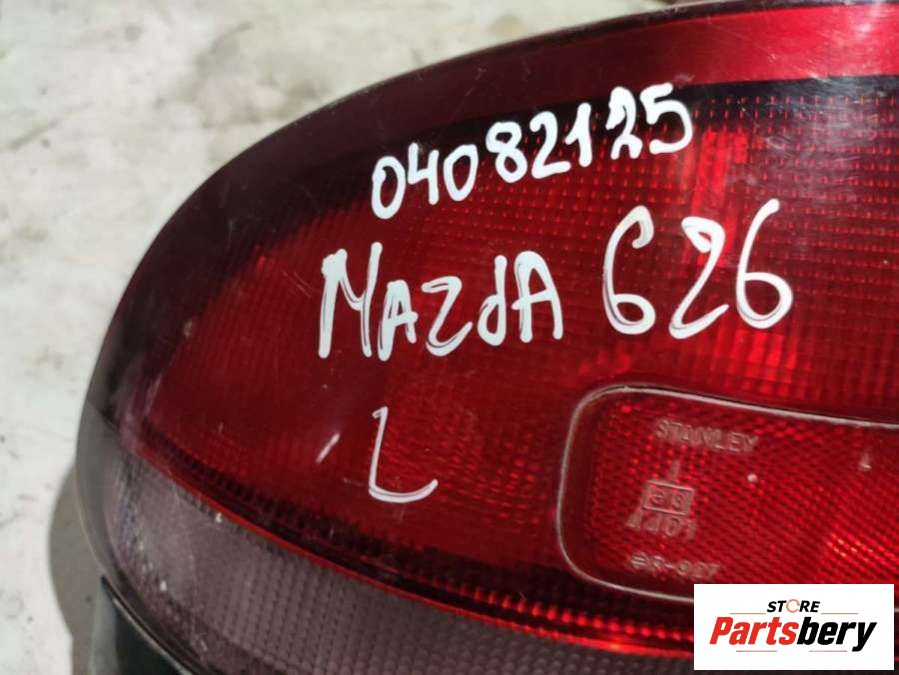 04082125
MAZdA 626
L
STANLEY
STORE
Partsbery